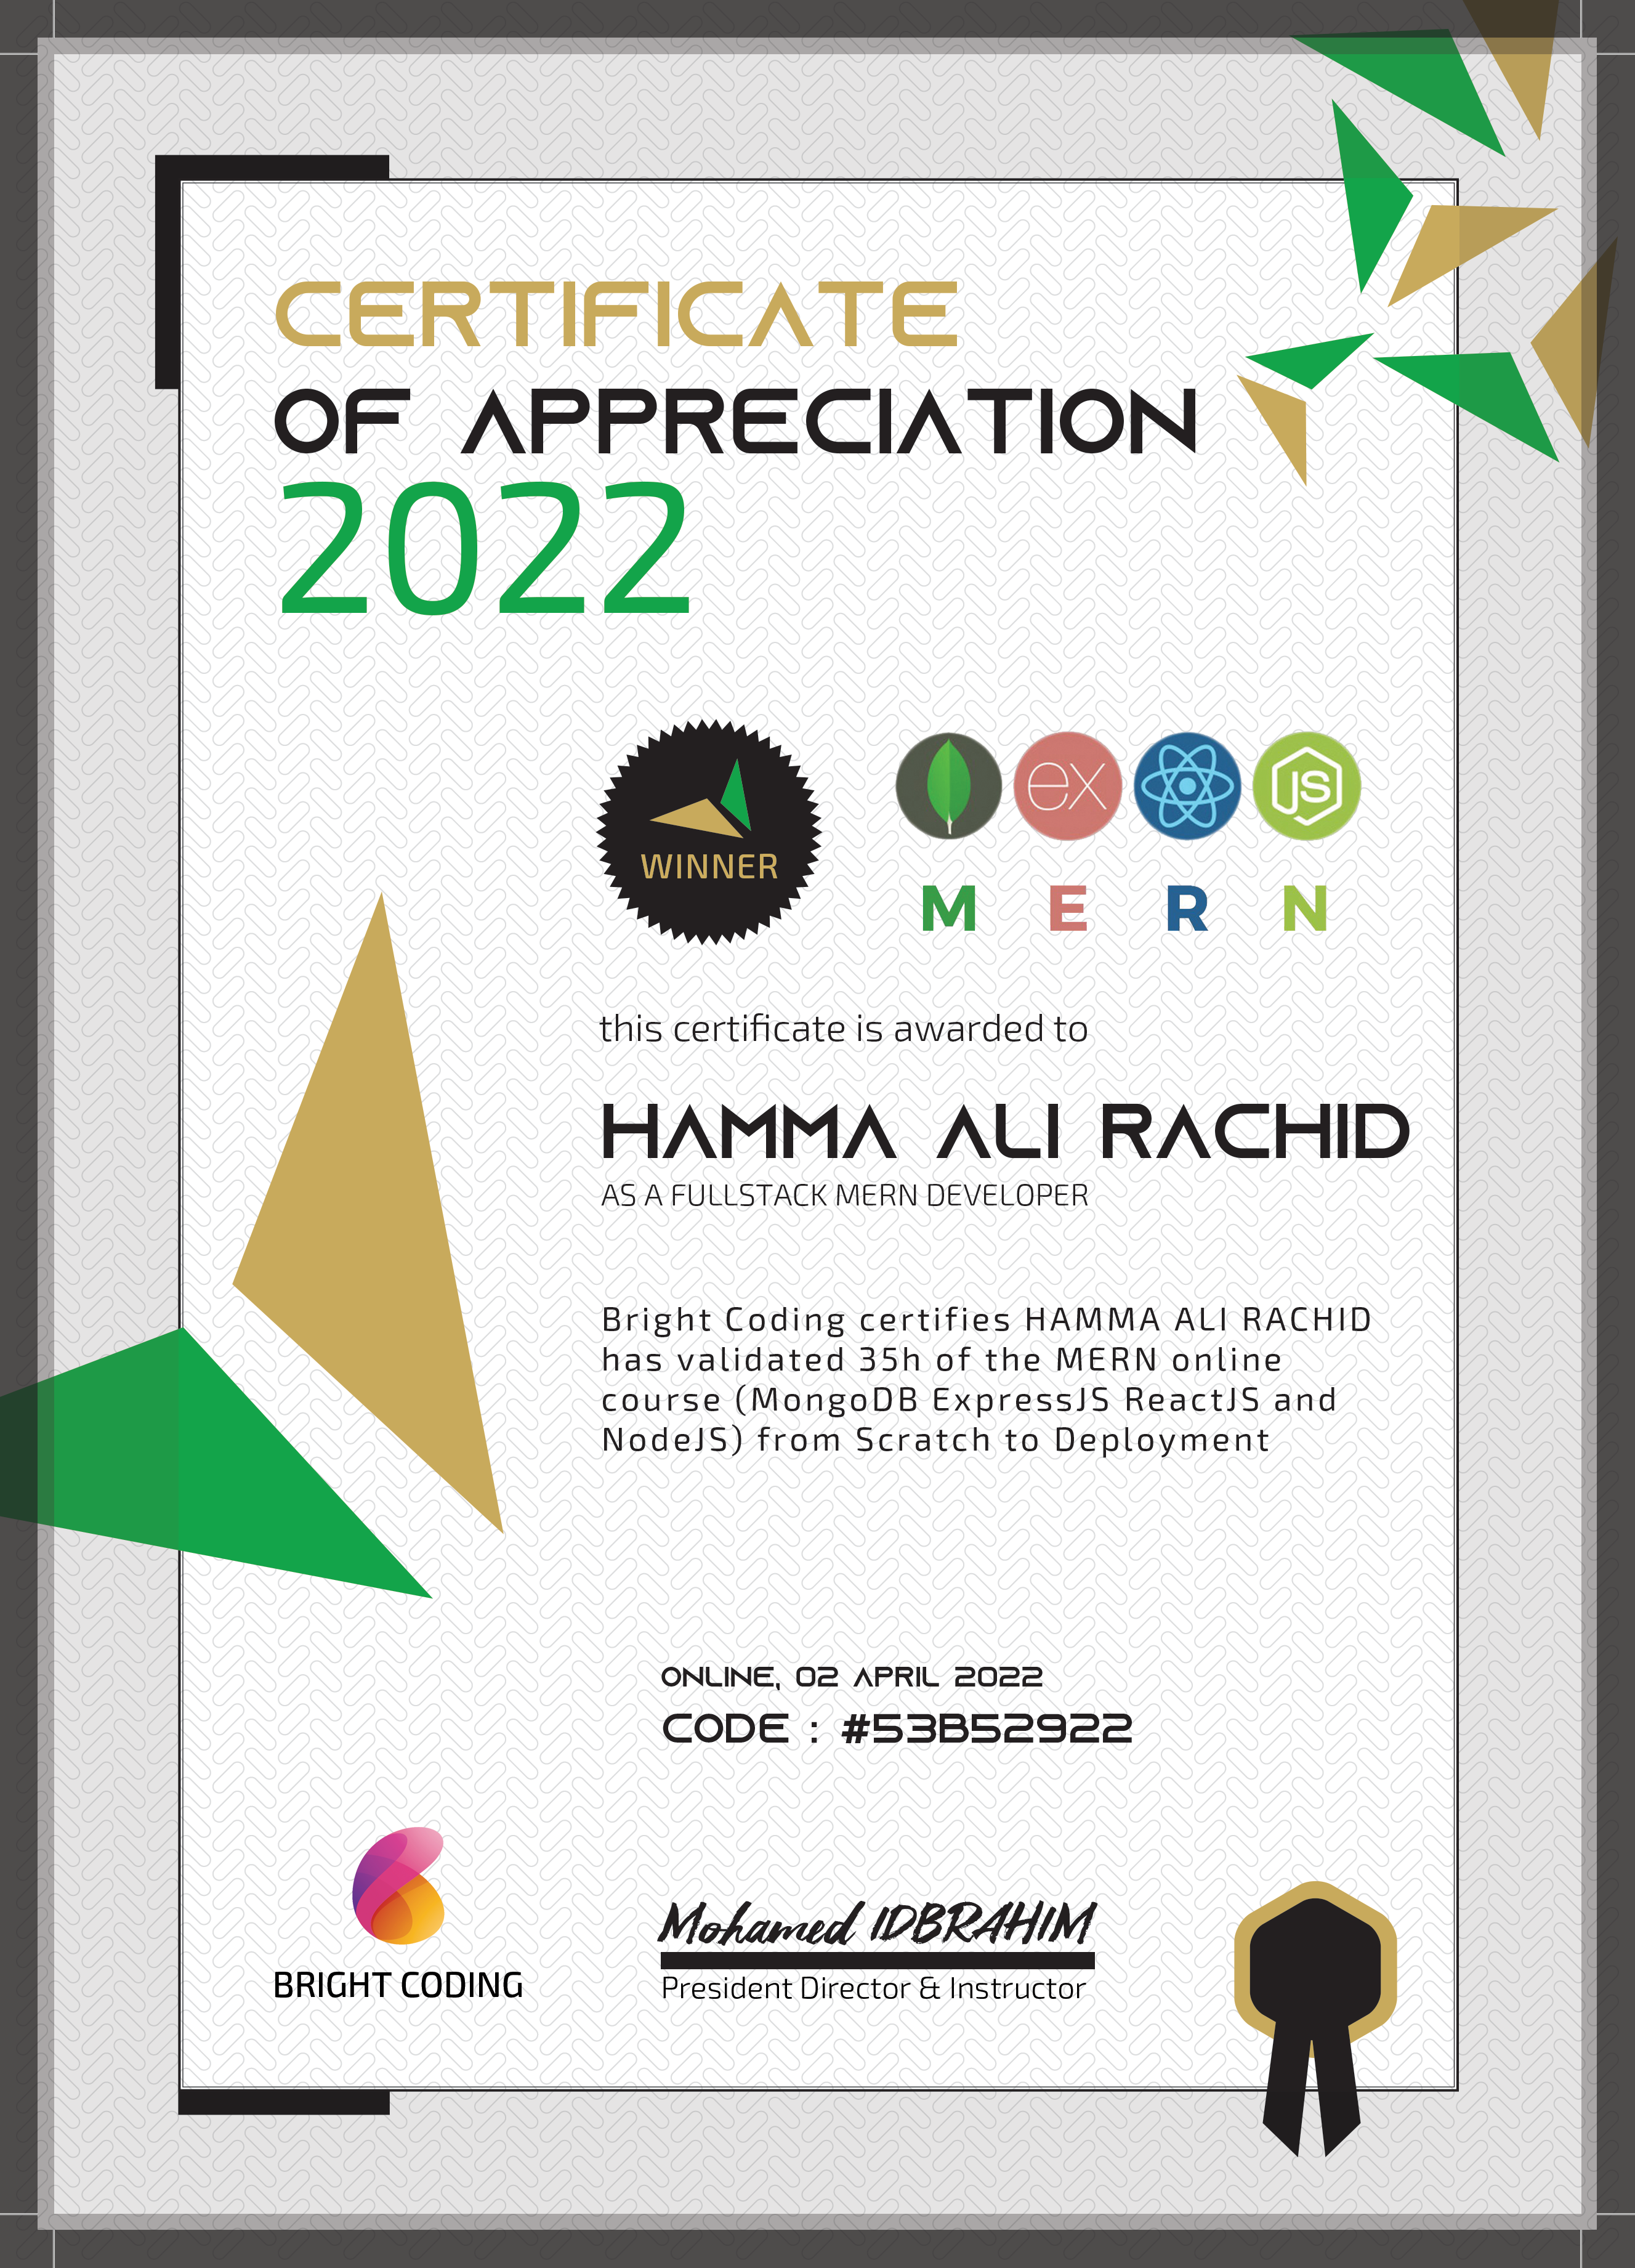 CERTIFICATE
OF APPRECIATION
2022
WINNER
ex
JS
M E R N
this certificate is awarded to
HAMMA ALI RACHID
AS A FULLSTACK MERN DEVELOPER
Bright Coding certifies HAMMA ALI RACHID
has validated 35h of the MERN online
course (MongoDB ExpressJS ReactJS and
NodeJS) from Scratch to Deployment
ONLINE, 02 APRIL 2022
CODE : #53B52922
Mohamed IDBRAHIM
President Director & Instructor
BRIGHT CODING